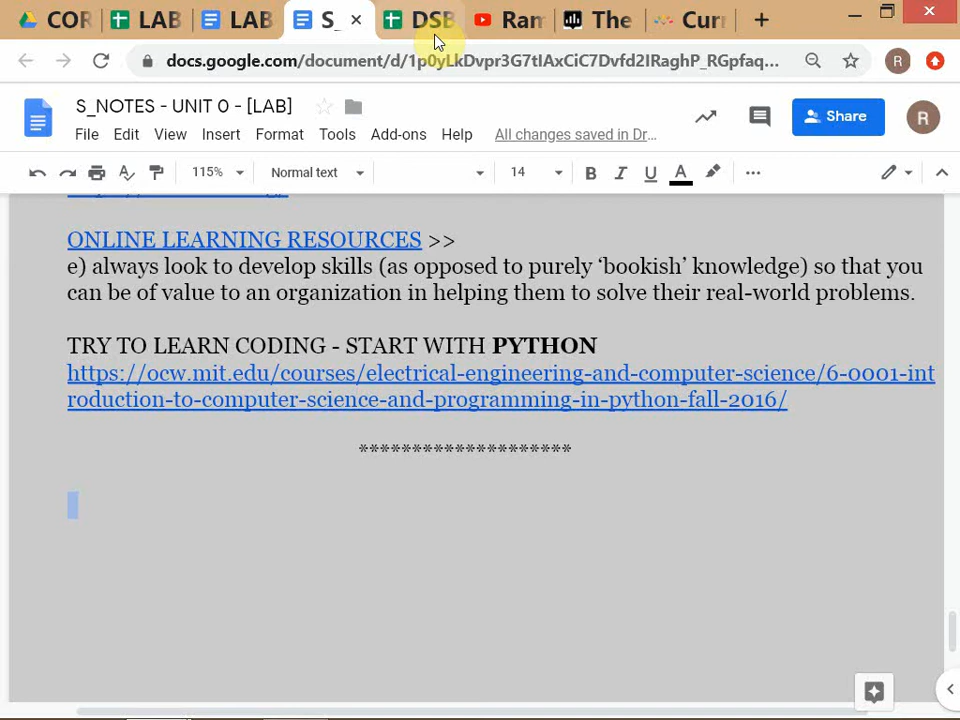 COR
LAB
LAB
S_
DSB
Ram
The
Curr
docs.google.com/document/d/1p0yLkDvpr3G7tIAxCiC7Dvfd2IRaghP_RGpfaq...
R
S_NOTES - UNIT 0 - [LAB]
File Edit View Insert Format Tools Add-ons Help All changes saved in Dr...
Share
R
115% Normal text 14 B I U A
ONLINE LEARNING RESOURCES >>
e) always look to develop skills (as opposed to purely ‘bookish’ knowledge) so that you
can be of value to an organization in helping them to solve their real-world problems.
TRY TO LEARN CODING - START WITH PYTHON
https://ocw.mit.edu/courses/electrical-engineering-and-computer-science/6-0001-int
roduction-to-computer-science-and-programming-in-python-fall-2016/
********************